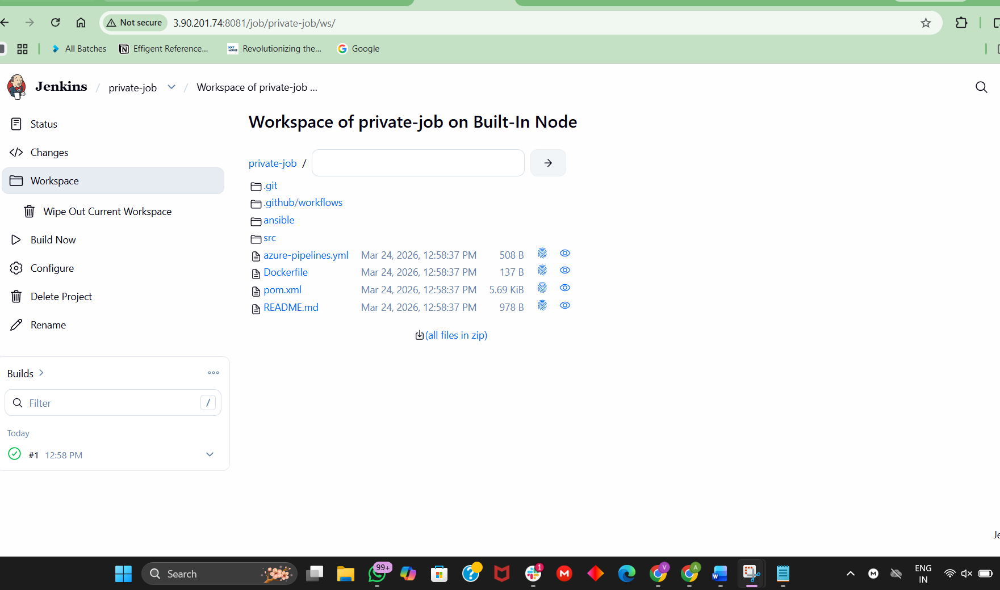 Not secure
3.90.201.74:8081/job/private-job/ws/
All Batches
Effigent Reference...
NXT WAVE
Revolutionizing the...
Google
Jenkins / private-job / Workspace of private-job ...
Status
Changes
Workspace
Wipe Out Current Workspace
Build Now
Configure
Delete Project
Rename
Builds
Filter /
Today
#1 12:58 PM
Workspace of private-job on Built-In Node
private-job /
.git
.github/workflows
ansible
src
azure-pipelines.yml Mar 24, 2026, 12:58:37 PM 508 B
Dockerfile Mar 24, 2026, 12:58:37 PM 137 B
pom.xml Mar 24, 2026, 12:58:37 PM 5.69 KiB
README.md Mar 24, 2026, 12:58:37 PM 978 B
(all files in zip)
Je
Search
99+
1
V
A
ENG
IN